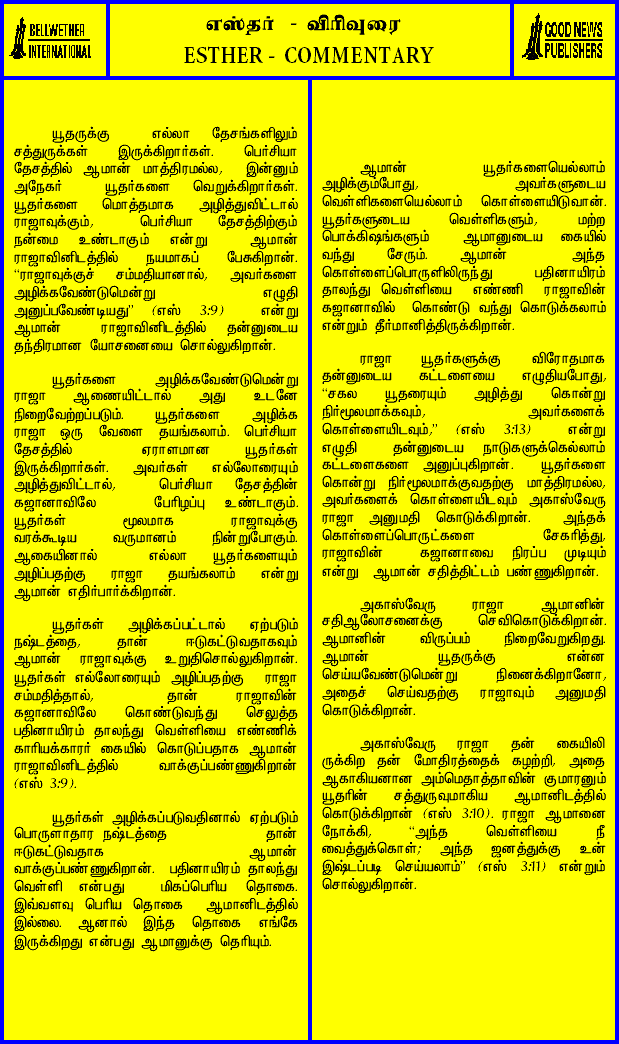 BELLWETHER
INTERNATIONAL
எஸ்தர் - விரிவுரை
ESTHER - COMMENTARY
GOOD NEWS
PUBLISHERS
யூதருக்கு எல்லா தேசங்களிலும்
சத்துருக்கள் இருக்கிறார்கள். பெர்சியா
தேசத்தில் ஆமான் மாத்திரமல்ல, இன்னும்
அநேகர் யூதர்களை வெறுக்கிறார்கள்.
யூதர்களை மொத்தமாக அழித்துவிட்டால்
ராஜாவுக்கும், பெர்சியா தேசத்திற்கும்
நன்மை உண்டாகும் என்று ஆமான்
ராஜாவினிடத்தில் நயமாகப் பேசுகிறான்.
“ராஜாவுக்குச் சம்மதியானால், அவர்களை
அழிக்கவேண்டுமென்று எழுதி
அனுப்பவேண்டியது” (எஸ் 3:9) என்று
ஆமான் ராஜாவினிடத்தில் தன்னுடைய
தந்திரமான யோசனையை சொல்லுகிறான்.
யூதர்களை அழிக்கவேண்டுமென்று
ராஜா ஆணையிட்டால் அது உடனே
நிறைவேற்றப்படும். யூதர்களை அழிக்க
ராஜா ஒரு வேளை தயங்கலாம். பெர்சியா
தேசத்தில் ஏராளமான யூதர்கள்
இருக்கிறார்கள். அவர்கள் எல்லோரையும்
அழித்துவிட்டால், பெர்சியா தேசத்தின்
கஜானாவிலே பேரிழப்பு உண்டாகும்.
யூதர்கள் மூலமாக ராஜாவுக்கு
வரக்கூடிய வருமானம் நின்றுபோகும்.
ஆகையினால் எல்லா யூதர்களையும்
அழிப்பதற்கு ராஜா தயங்கலாம் என்று
ஆமான் எதிர்பார்க்கிறான்.
யூதர்கள் அழிக்கப்பட்டால் ஏற்படும்
நஷ்டத்தை, தான் ஈடுகட்டுவதாகவும்
ஆமான் ராஜாவுக்கு உறுதிசொல்லுகிறான்.
யூதர்கள் எல்லோரையும் அழிப்பதற்கு ராஜா
சம்மதித்தால், தான் ராஜாவின்
கஜானாவிலே கொண்டுவந்து செலுத்த
பதினாயிரம் தாலந்து வெள்ளியை எண்ணிக்
காரியக்காரர் கையில் கொடுப்பதாக ஆமான்
ராஜாவினிடத்தில் வாக்குப்பண்ணுகிறான்
(எஸ் 3:9).
யூதர்கள் அழிக்கப்படுவதினால் ஏற்படும்
பொருளாதார நஷ்டத்தை தான்
ஈடுகட்டுவதாக ஆமான்
வாக்குப்பண்ணுகிறான். பதினாயிரம் தாலந்து
வெள்ளி என்பது மிகப்பெரிய தொகை.
இவ்வளவு பெரிய தொகை ஆமானிடத்தில்
இல்லை. ஆனால் இந்த தொகை எங்கே
இருக்கிறது என்பது ஆமானுக்கு தெரியும்.
ஆமான் யூதர்களையெல்லாம்
அழிக்கும்போது, அவர்களுடைய
வெள்ளிகளையெல்லாம் கொள்ளையிடுவான்.
யூதர்களுடைய வெள்ளிகளும், மற்ற
பொக்கிஷங்களும் ஆமானுடைய கையில்
வந்து சேரும். ஆமான் அந்த
கொள்ளைப்பொருளிலிருந்து பதினாயிரம்
தாலந்து வெள்ளியை எண்ணி ராஜாவின்
கஜானாவில் கொண்டு வந்து கொடுக்கலாம்
என்றும் தீர்மானித்திருக்கிறான்.
ராஜா யூதர்களுக்கு விரோதமாக
தன்னுடைய கட்டளையை எழுதியபோது,
“சகல யூதரையும் அழித்து கொன்று
நிர்மூலமாக்கவும், அவர்களைக்
கொள்ளையிடவும்,” (எஸ் 3:13) என்று
எழுதி தன்னுடைய நாடுகளுக்கெல்லாம்
கட்டளைகளை அனுப்புகிறான். யூதர்களை
கொன்று நிர்மூலமாக்குவதற்கு மாத்திரமல்ல,
அவர்களைக் கொள்ளையிடவும் அகாஸ்வேரு
ராஜா அனுமதி கொடுக்கிறான். அந்தக்
கொள்ளைப்பொருட்களை சேகரித்து,
ராஜாவின் கஜானாவை நிரப்ப முடியும்
என்று ஆமான் சதித்திட்டம் பண்ணுகிறான்.
அகாஸ்வேரு ராஜா ஆமானின்
சதிஆலோசனைக்கு செவிகொடுக்கிறான்.
ஆமானின் விருப்பம் நிறைவேறுகிறது.
ஆமான் யூதருக்கு என்ன
செய்யவேண்டுமென்று நினைக்கிறானோ,
அதைச் செய்வதற்கு ராஜாவும் அனுமதி
கொடுக்கிறான்.
அகாஸ்வேரு ராஜா தன் கையிலி
ருக்கிற தன் மோதிரத்தைக் கழற்றி, அதை
ஆகாகியனான அம்மெதாத்தாவின் குமாரனும்
யூதரின் சத்துருவுமாகிய ஆமானிடத்தில்
கொடுக்கிறான் (எஸ் 3:10). ராஜா ஆமானை
நோக்கி, “அந்த வெள்ளியை நீ
வைத்துக்கொள்; அந்த ஜனத்துக்கு உன்
இஷ்டப்படி செய்யலாம்” (எஸ் 3:11) என்றும்
சொல்லுகிறான்.